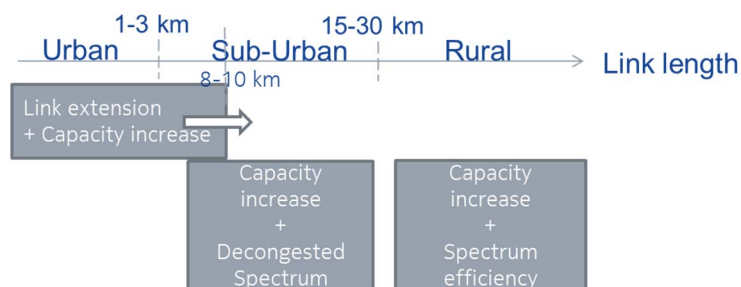 1-3 km
15-30 km
Urban
Sub-Urban
Rural
Link length
8-10 km
Link extension
+ Capacity increase
Capacity
increase
+
Decongested
Spectrum
Capacity
increase
+
Spectrum
efficiency